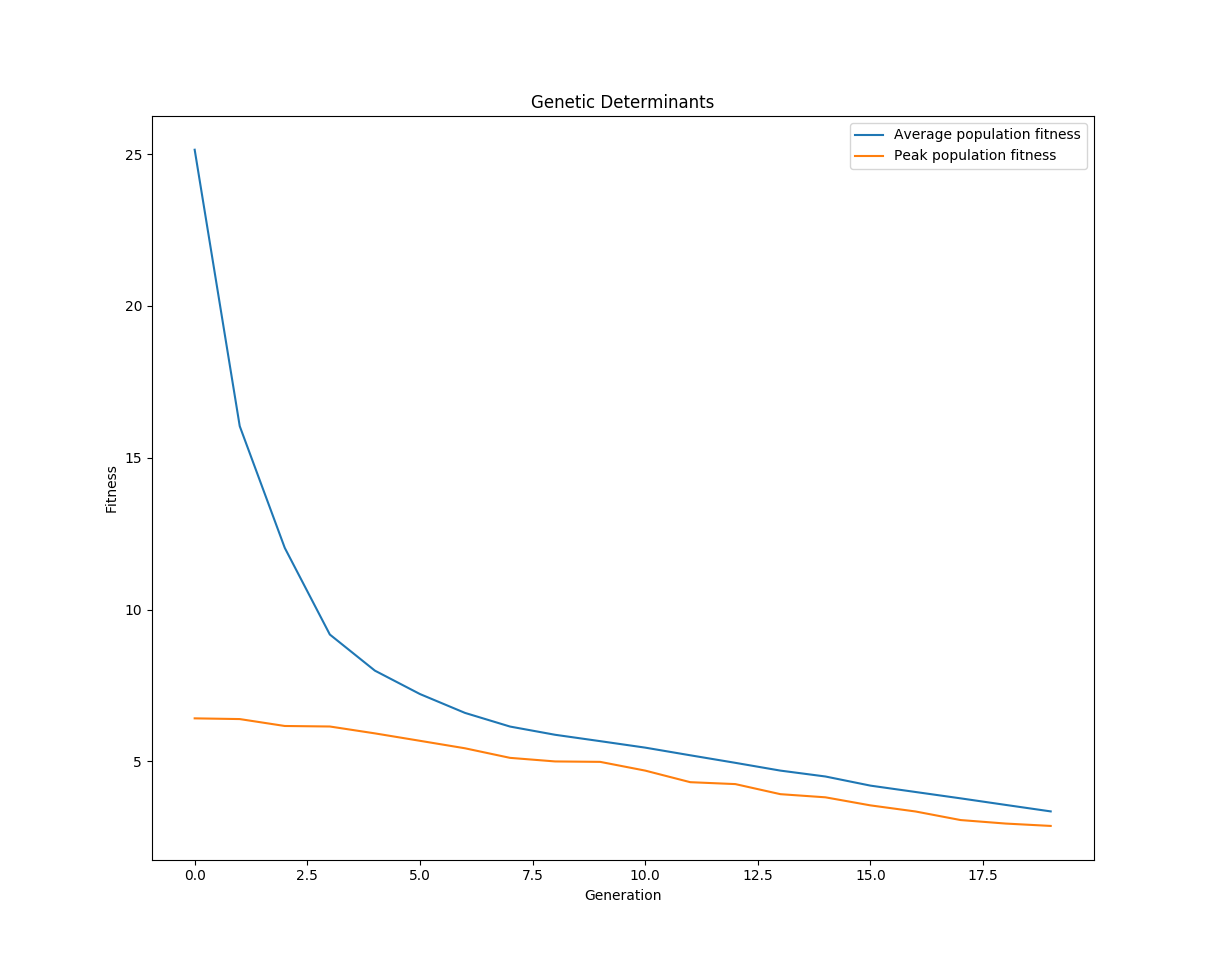 Genetic Determinants
Average population fitness
Peak population fitness
25
20
15
10
5
Fitness
0.0 2.5 5.0 7.5 10.0 12.5 15.0 17.5
Generation